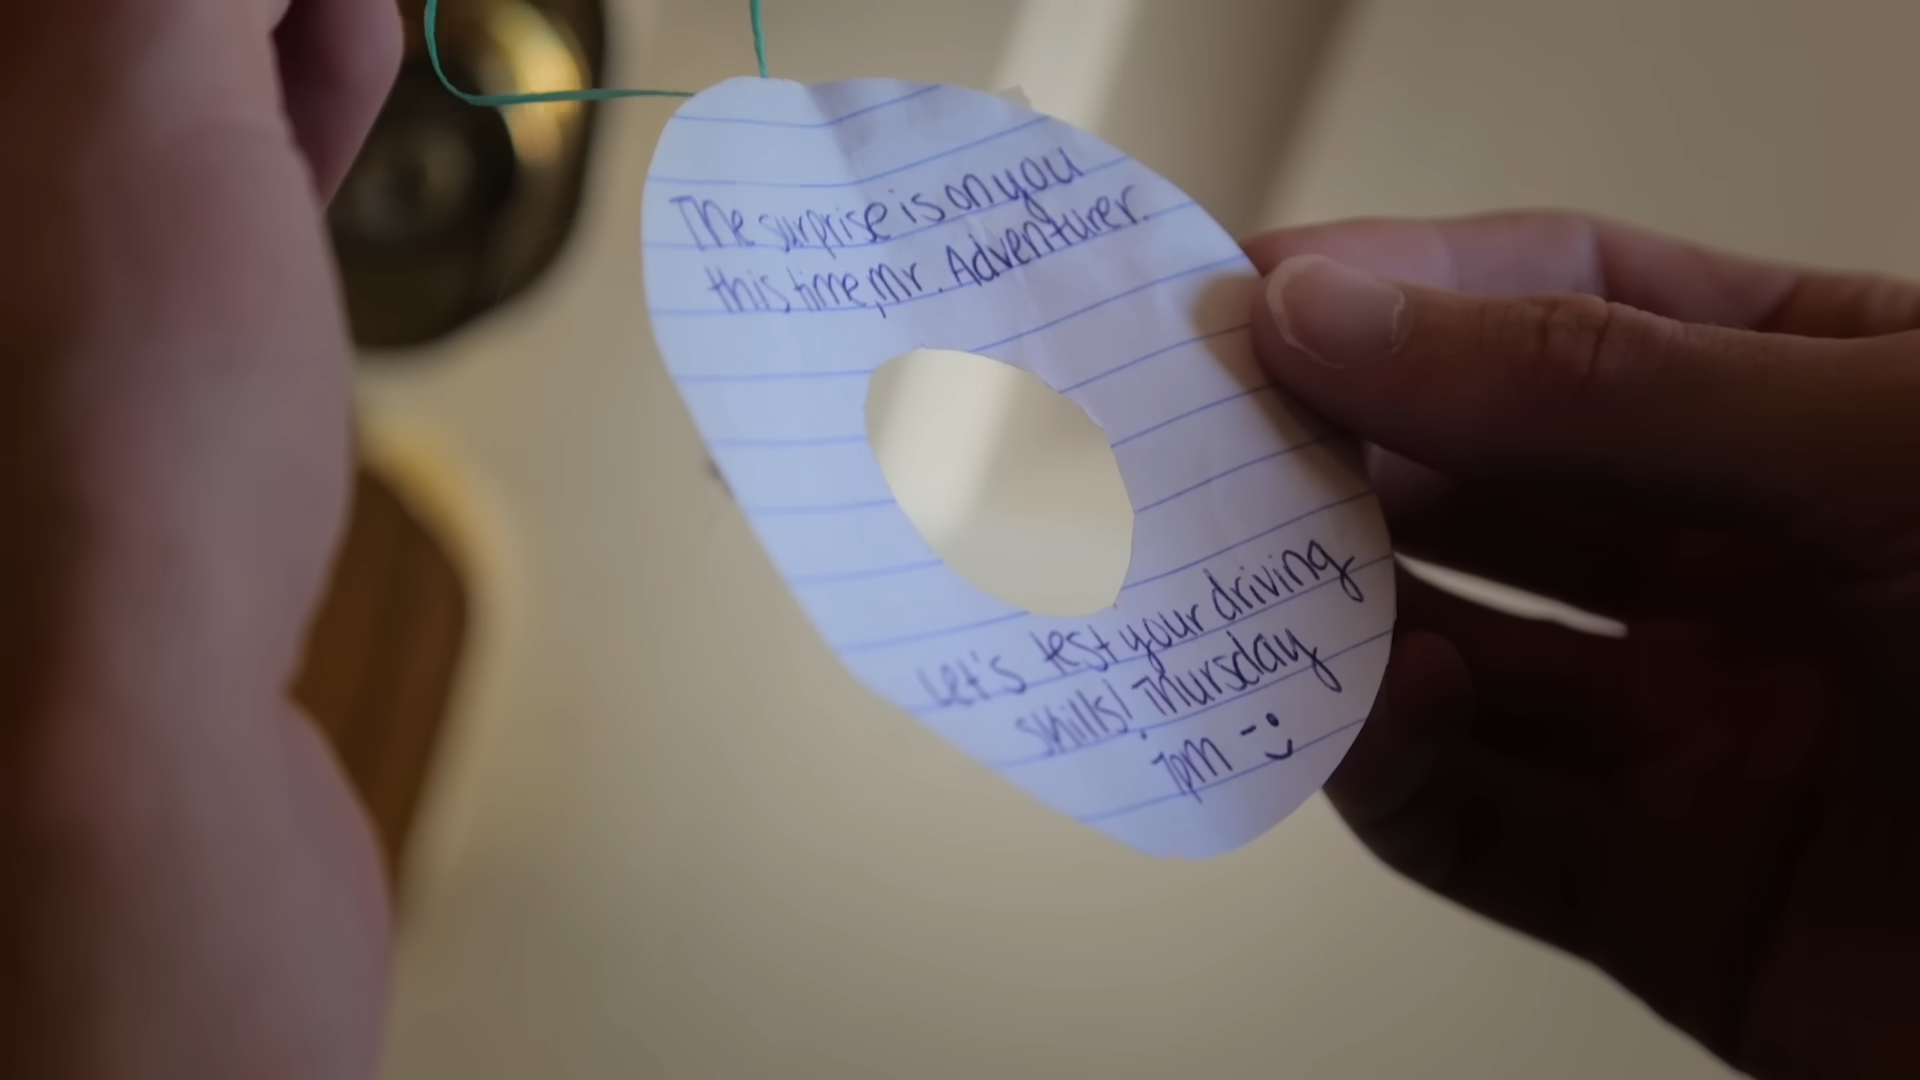 The surprise is on you
this time, Mr. Adventurer.
Let's test your driving
skills! Thursday
7pm -:)